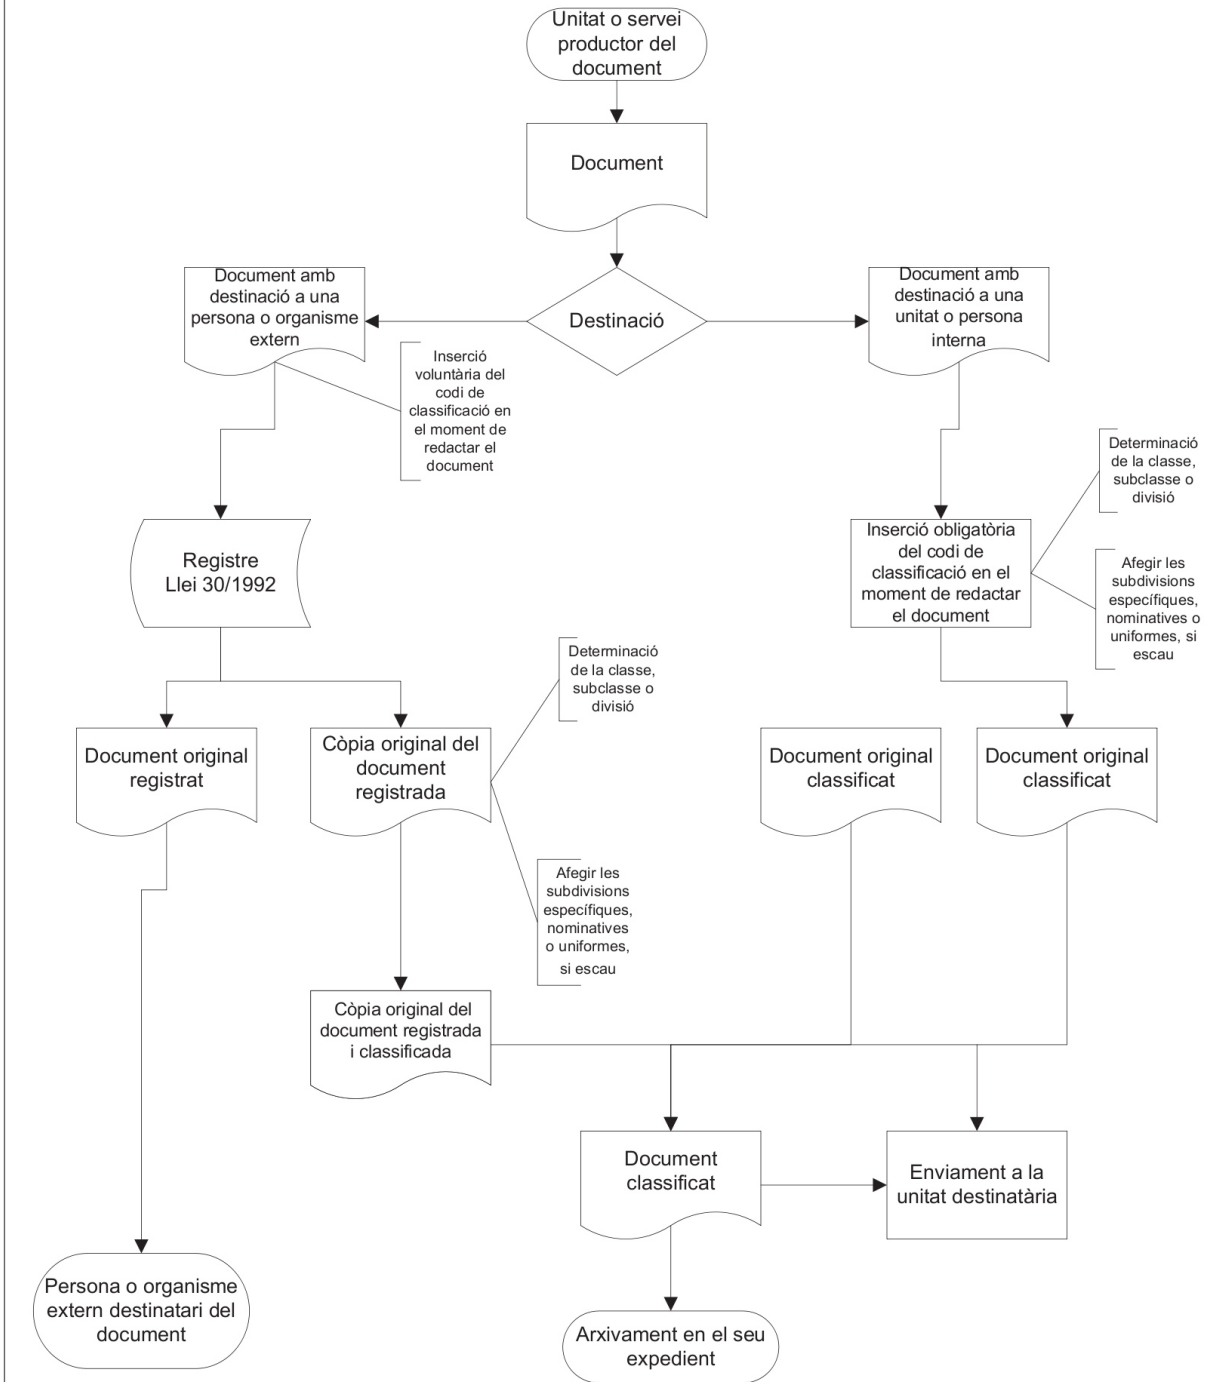 Unitat o servei
productor del
document
Document
Destinació
Document amb
destinació a una
persona o organisme
extern
Document amb
destinació a una
unitat o persona
interna
Inserció
voluntària del
codi de
classificació en
el moment de
redactar el
document
Determinació
de la classe,
subclasse o
divisió
Registre
Llei 30/1992
Inserció obligatòria
del codi de
classificació en el
moment de redactar
el document
Afegir les
subdivisions
específiques,
nominatives o
uniformes, si
escau
Determinació
de la classe,
subclasse o
divisió
Document original
registrat
Còpia original del
document
registrada
Document original
classificat
Document original
classificat
Afegir les
subdivisions
específiques,
nominatives
o uniformes,
si escau
Còpia original del
document registrada
i classificada
Document
classificat
Enviament a la
unitat destinatària
Persona o organisme
extern destinatari del
document
Arxivament en el seu
expedient